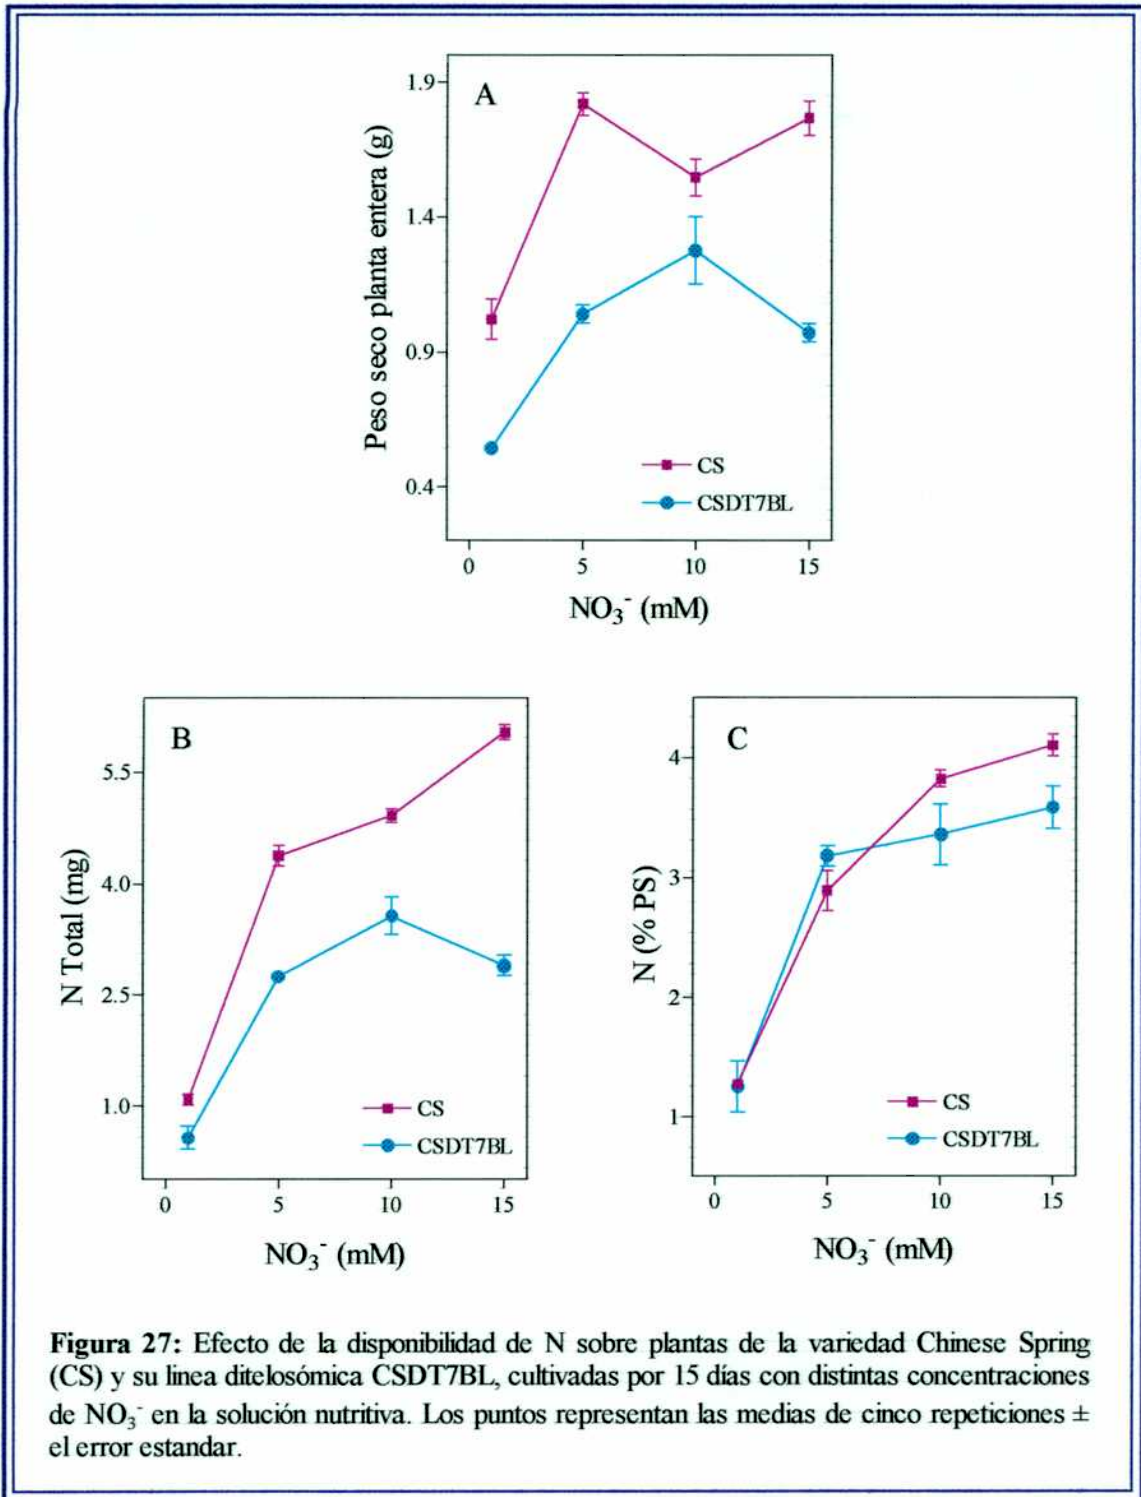 A
Peso seco planta entera (g)
1.9
1.4
0.9
0.4
CS
CSDT7BL
0 5 10 15
NO₃⁻ (mM)
B
N Total (mg)
5.5
4.0
2.5
1.0
CS
CSDT7BL
0 5 10 15
NO₃⁻ (mM)
C
N (% PS)
4
3
2
1
CS
CSDT7BL
0 5 10 15
NO₃⁻ (mM)
Figura 27: Efecto de la disponibilidad de N sobre plantas de la variedad Chinese Spring
(CS) y su linea ditelosómica CSDT7BL, cultivadas por 15 días con distintas concentraciones
de NO₃⁻ en la solución nutritiva. Los puntos representan las medias de cinco repeticiones ±
el error estandar.